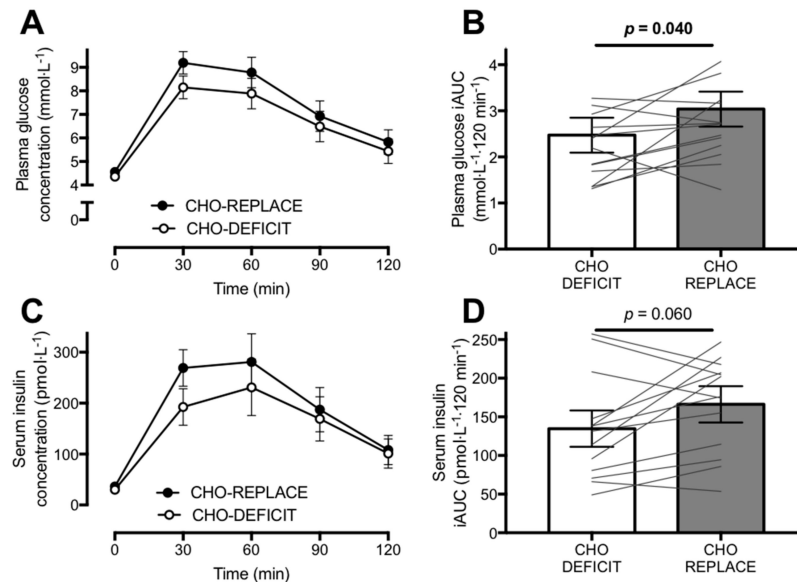 A
Plasma glucose
concentration (mmol·L⁻¹)
9
8
7
6
5
4
0
CHO-REPLACE
CHO-DEFICIT
0 30 60 90 120
Time (min)
B
p = 0.040
Plasma glucose iAUC
(mmol·L⁻¹·120 min⁻¹)
4
3
2
1
0
CHO
DEFICIT
CHO
REPLACE
C
Serum insulin
concentration (pmol·L⁻¹)
300
200
100
0
CHO-REPLACE
CHO-DEFICIT
0 30 60 90 120
Time (min)
D
p = 0.060
Serum insulin
iAUC (pmol·L⁻¹·120 min⁻¹)
250
200
150
100
50
0
CHO
DEFICIT
CHO
REPLACE